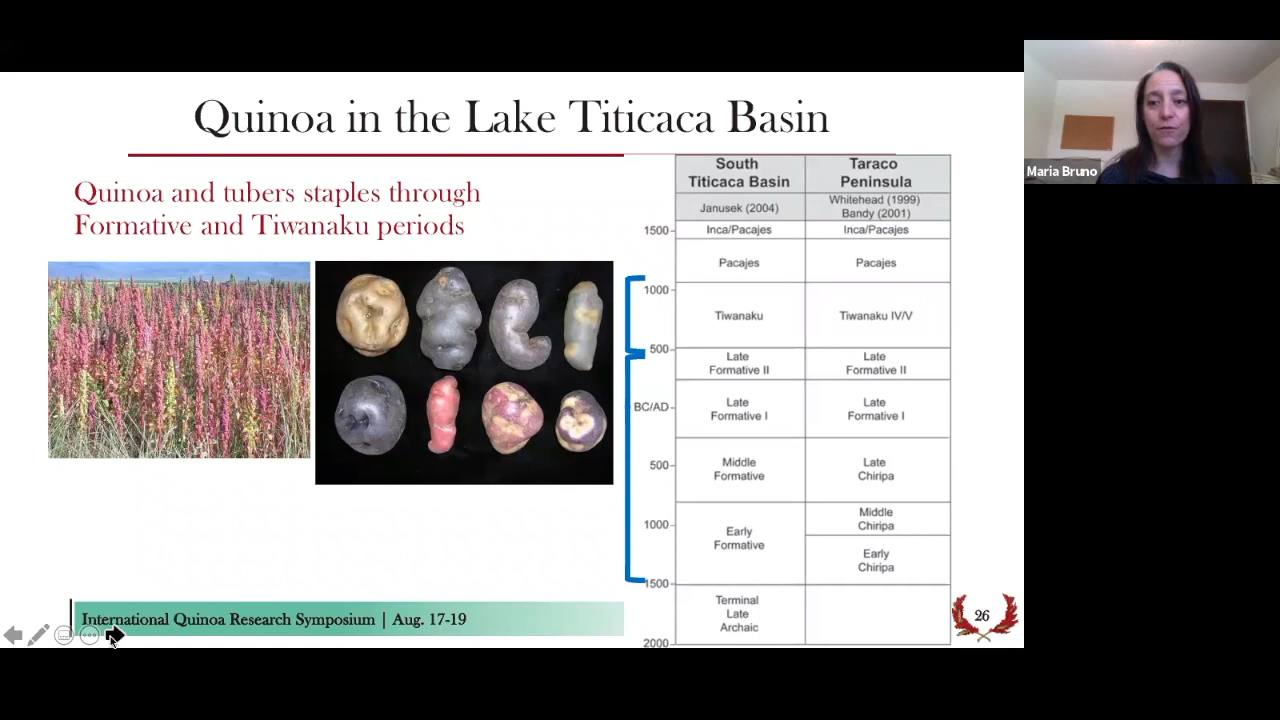 Quinoa in the Lake Titicaca Basin
Quinoa and tubers staples through
Formative and Tiwanaku periods
South
Titicaca Basin
Taraco
Peninsula
Janusek (2004)
Whitehead (1999)
Bandy (2001)
1500
Inca/Pacajes
Inca/Pacajes
Pacajes
Pacajes
1000
Tiwanaku
Tiwanaku IV/V
500
Late
Formative II
Late
Formative II
BC/AD
Late
Formative I
Late
Formative I
500
Middle
Formative
Late
Chiripa
1000
Early
Formative
Middle
Chiripa
Early
Chiripa
1500
Terminal
Late
Archaic
2000
International Quinoa Research Symposium | Aug. 17-19
26
Maria Bruno